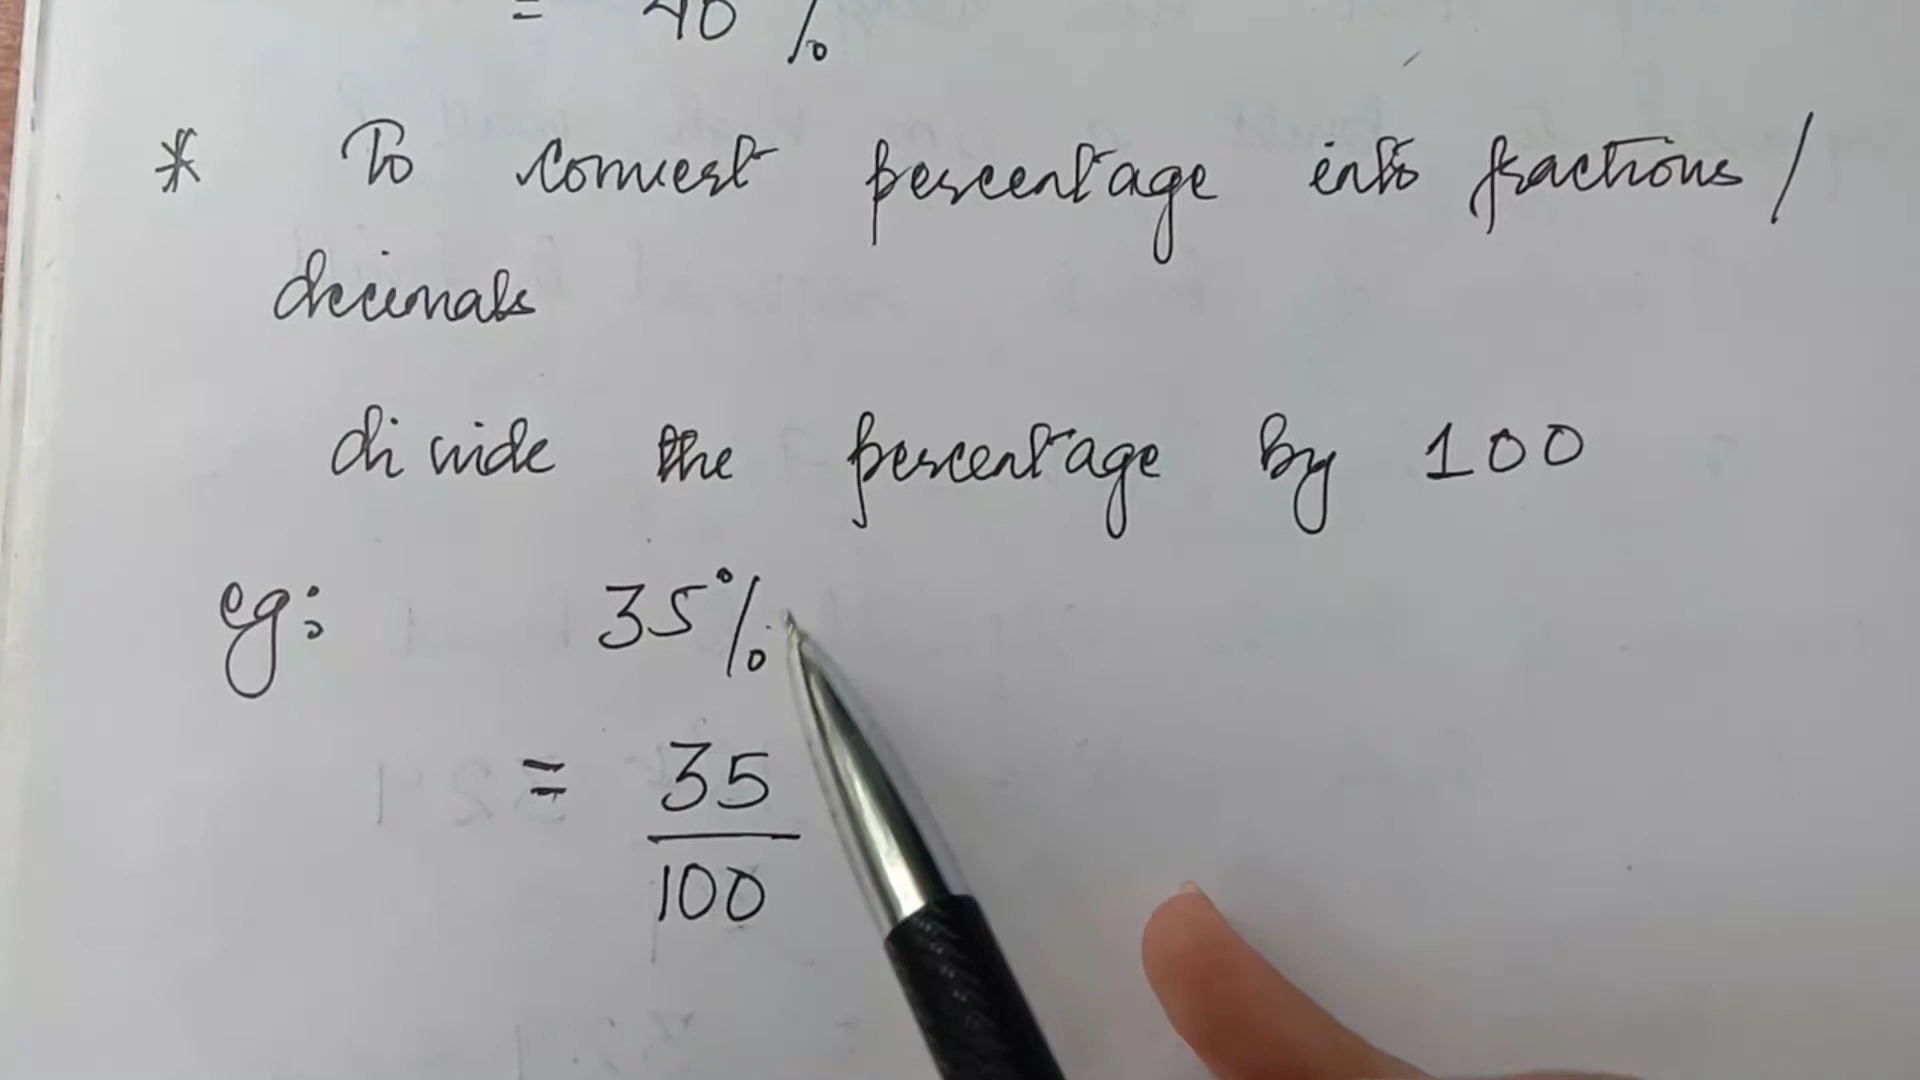 = 40 %
* To convert percentage into fractions /
decimals
divide the percentage by 100
eg: 35%
= 35
100